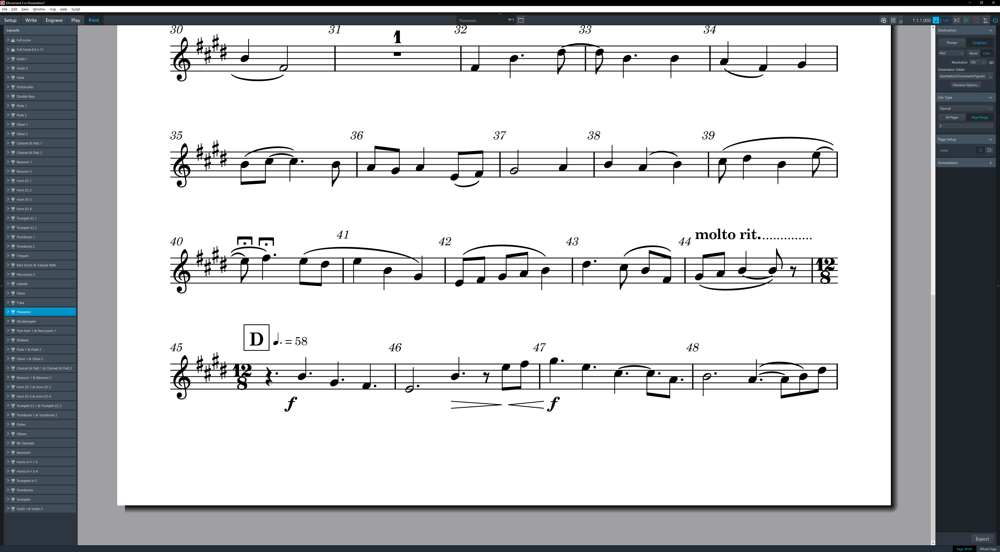 Movement II in Dissertation*
File Edit View Window Hub Help Script
Setup Write Engrave Play Print
Theremin
1.1.1.000 120
Layouts
Full score
Full Score 8.5 x 11
Violin I
Violin II
Viola
Violoncello
Double Bass
Flute 1
Flute 2
Oboe 1
Oboe 2
Clarinet (B Flat) 1
Clarinet (B Flat) 2
Bassoon 1
Bassoon 2
Horn (F) 1
Horn (F) 2
Horn (F) 3
Horn (F) 4
Trumpet (C) 1
Trumpet (C) 2
Trombone 1
Trombone 2
Timpani
Bass Drum & Tubular Bells
Percussion 2
Celeste
Piano
Tuba
Theremin
Glockenspiel
Tom-tom 1 & Percussion 1
Shekere
Flute 1 & Flute 2
Oboe 1 & Oboe 2
Clarinet (B Flat) 1 & Clarinet (B Flat) 2
Bassoon 1 & Bassoon 2
Horn (F) 1 & Horn (F) 2
Horn (F) 3 & Horn (F) 4
Trumpet (C) 1 & Trumpet (C) 2
Trombone 1 & Trombone 2
Flutes
Oboes
Bb Clarinets
Bassoons
Horns in F 1-2
Horns in F 3-4
Trumpets in C
Trombones
Trumpets
Violin I & Violin II
30 31 32 33 34
1
35 36 37 38 39
molto rit...............
40 41 42 43 44
12
8
D ♩. = 58
45 46 47 48
12
8
f f
Destination
Printer Graphics
PNG Mono Color
Resolution 150 dpi
Destination folder
issertation/Document/Figures ...
Filename Options...
Job Type
Normal
All Pages Page Range
3
Page Setup
Letter
Annotations
Export
Page Width Whole Page